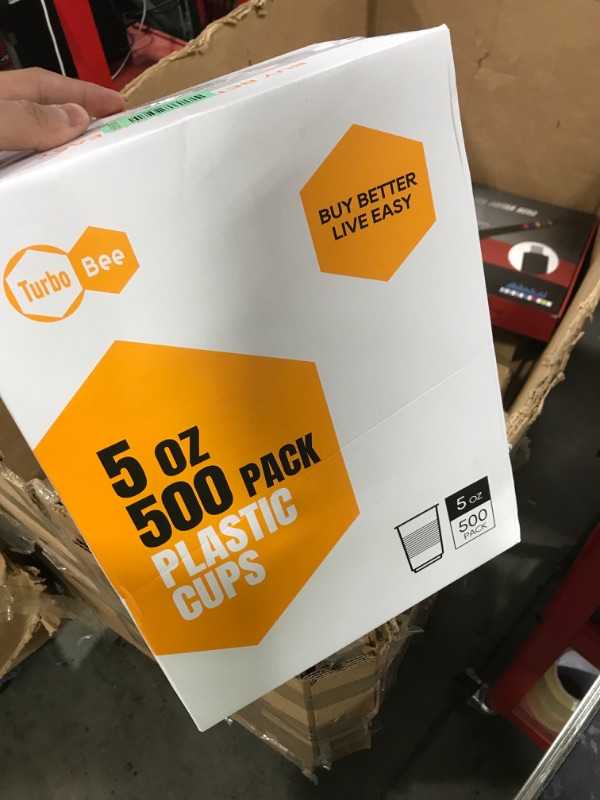 BUY BETTER
LIVE EASY
Turbo
Bee
5 OZ
500 PACK
PLASTIC
CUPS
5 OZ
500
PACK